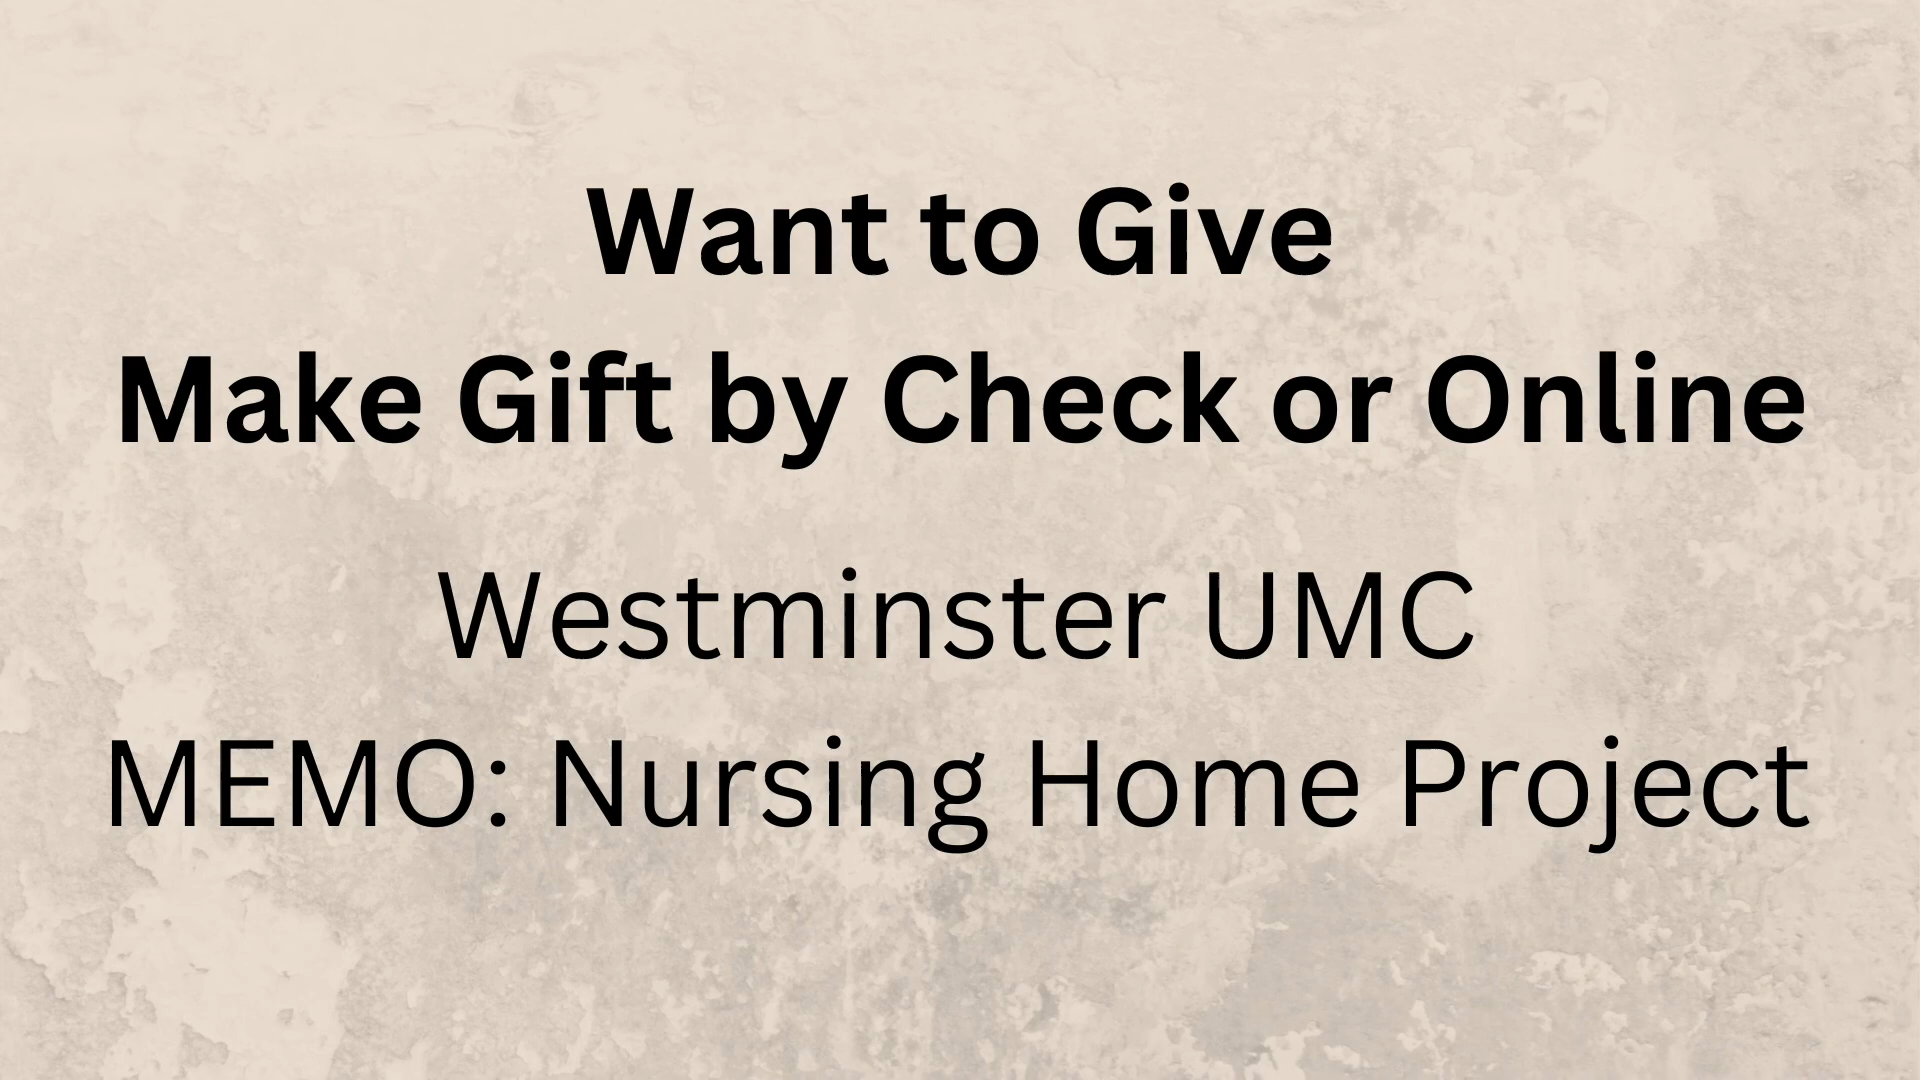 Want to Give
Make Gift by Check or Online
Westminster UMC
MEMO: Nursing Home Project